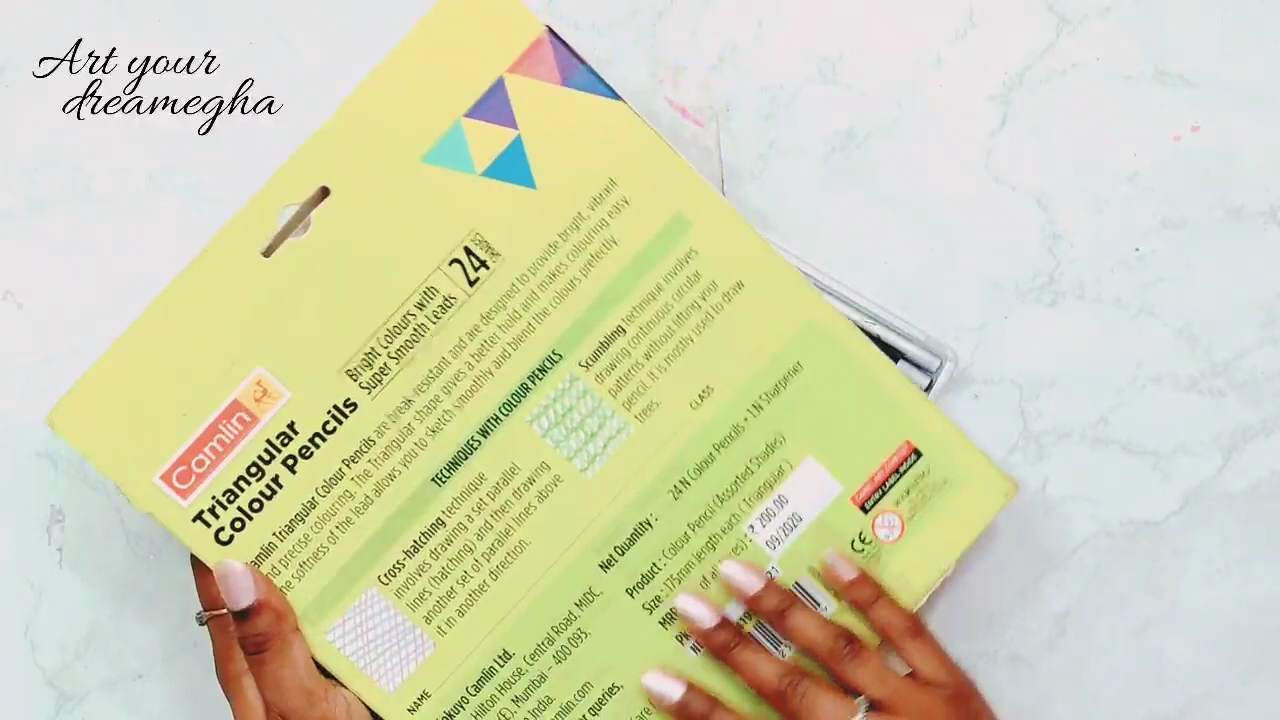 Art your
dreamegha
Camlin
Triangular
Colour Pencils
Bright Colours with
Super Smooth Leads
24
Camlin Triangular Colour Pencils are break-resistant and are designed to provide bright, vibrant
and precise colouring. The Triangular shape gives a better hold and makes colouring easy
The softness of the lead allows you to sketch smoothly and blend the colours prefectly.
TECHNIQUES WITH COLOUR PENCILS
Cross-hatching technique
involves drawing a set parallel
lines (hatching) and then drawing
another set of parallel lines above
it in another direction.
Scumbling technique involves
drawing continuous circular
patterns without lifting your
pencil. It is mostly used to draw
trees.
NAME
CLASS
Kokuyo Camlin Ltd.
Hilton House, Central Road, MIDC,
(E), Mumbai - 400 093.
India.
Net Quantity : 24 N Colour Pencils + 1 N Sharpener
Product : Colour Pencil (Assorted Shades)
Size : 175mm length each (Triangular)
₹ 200.00
09/2020
CE